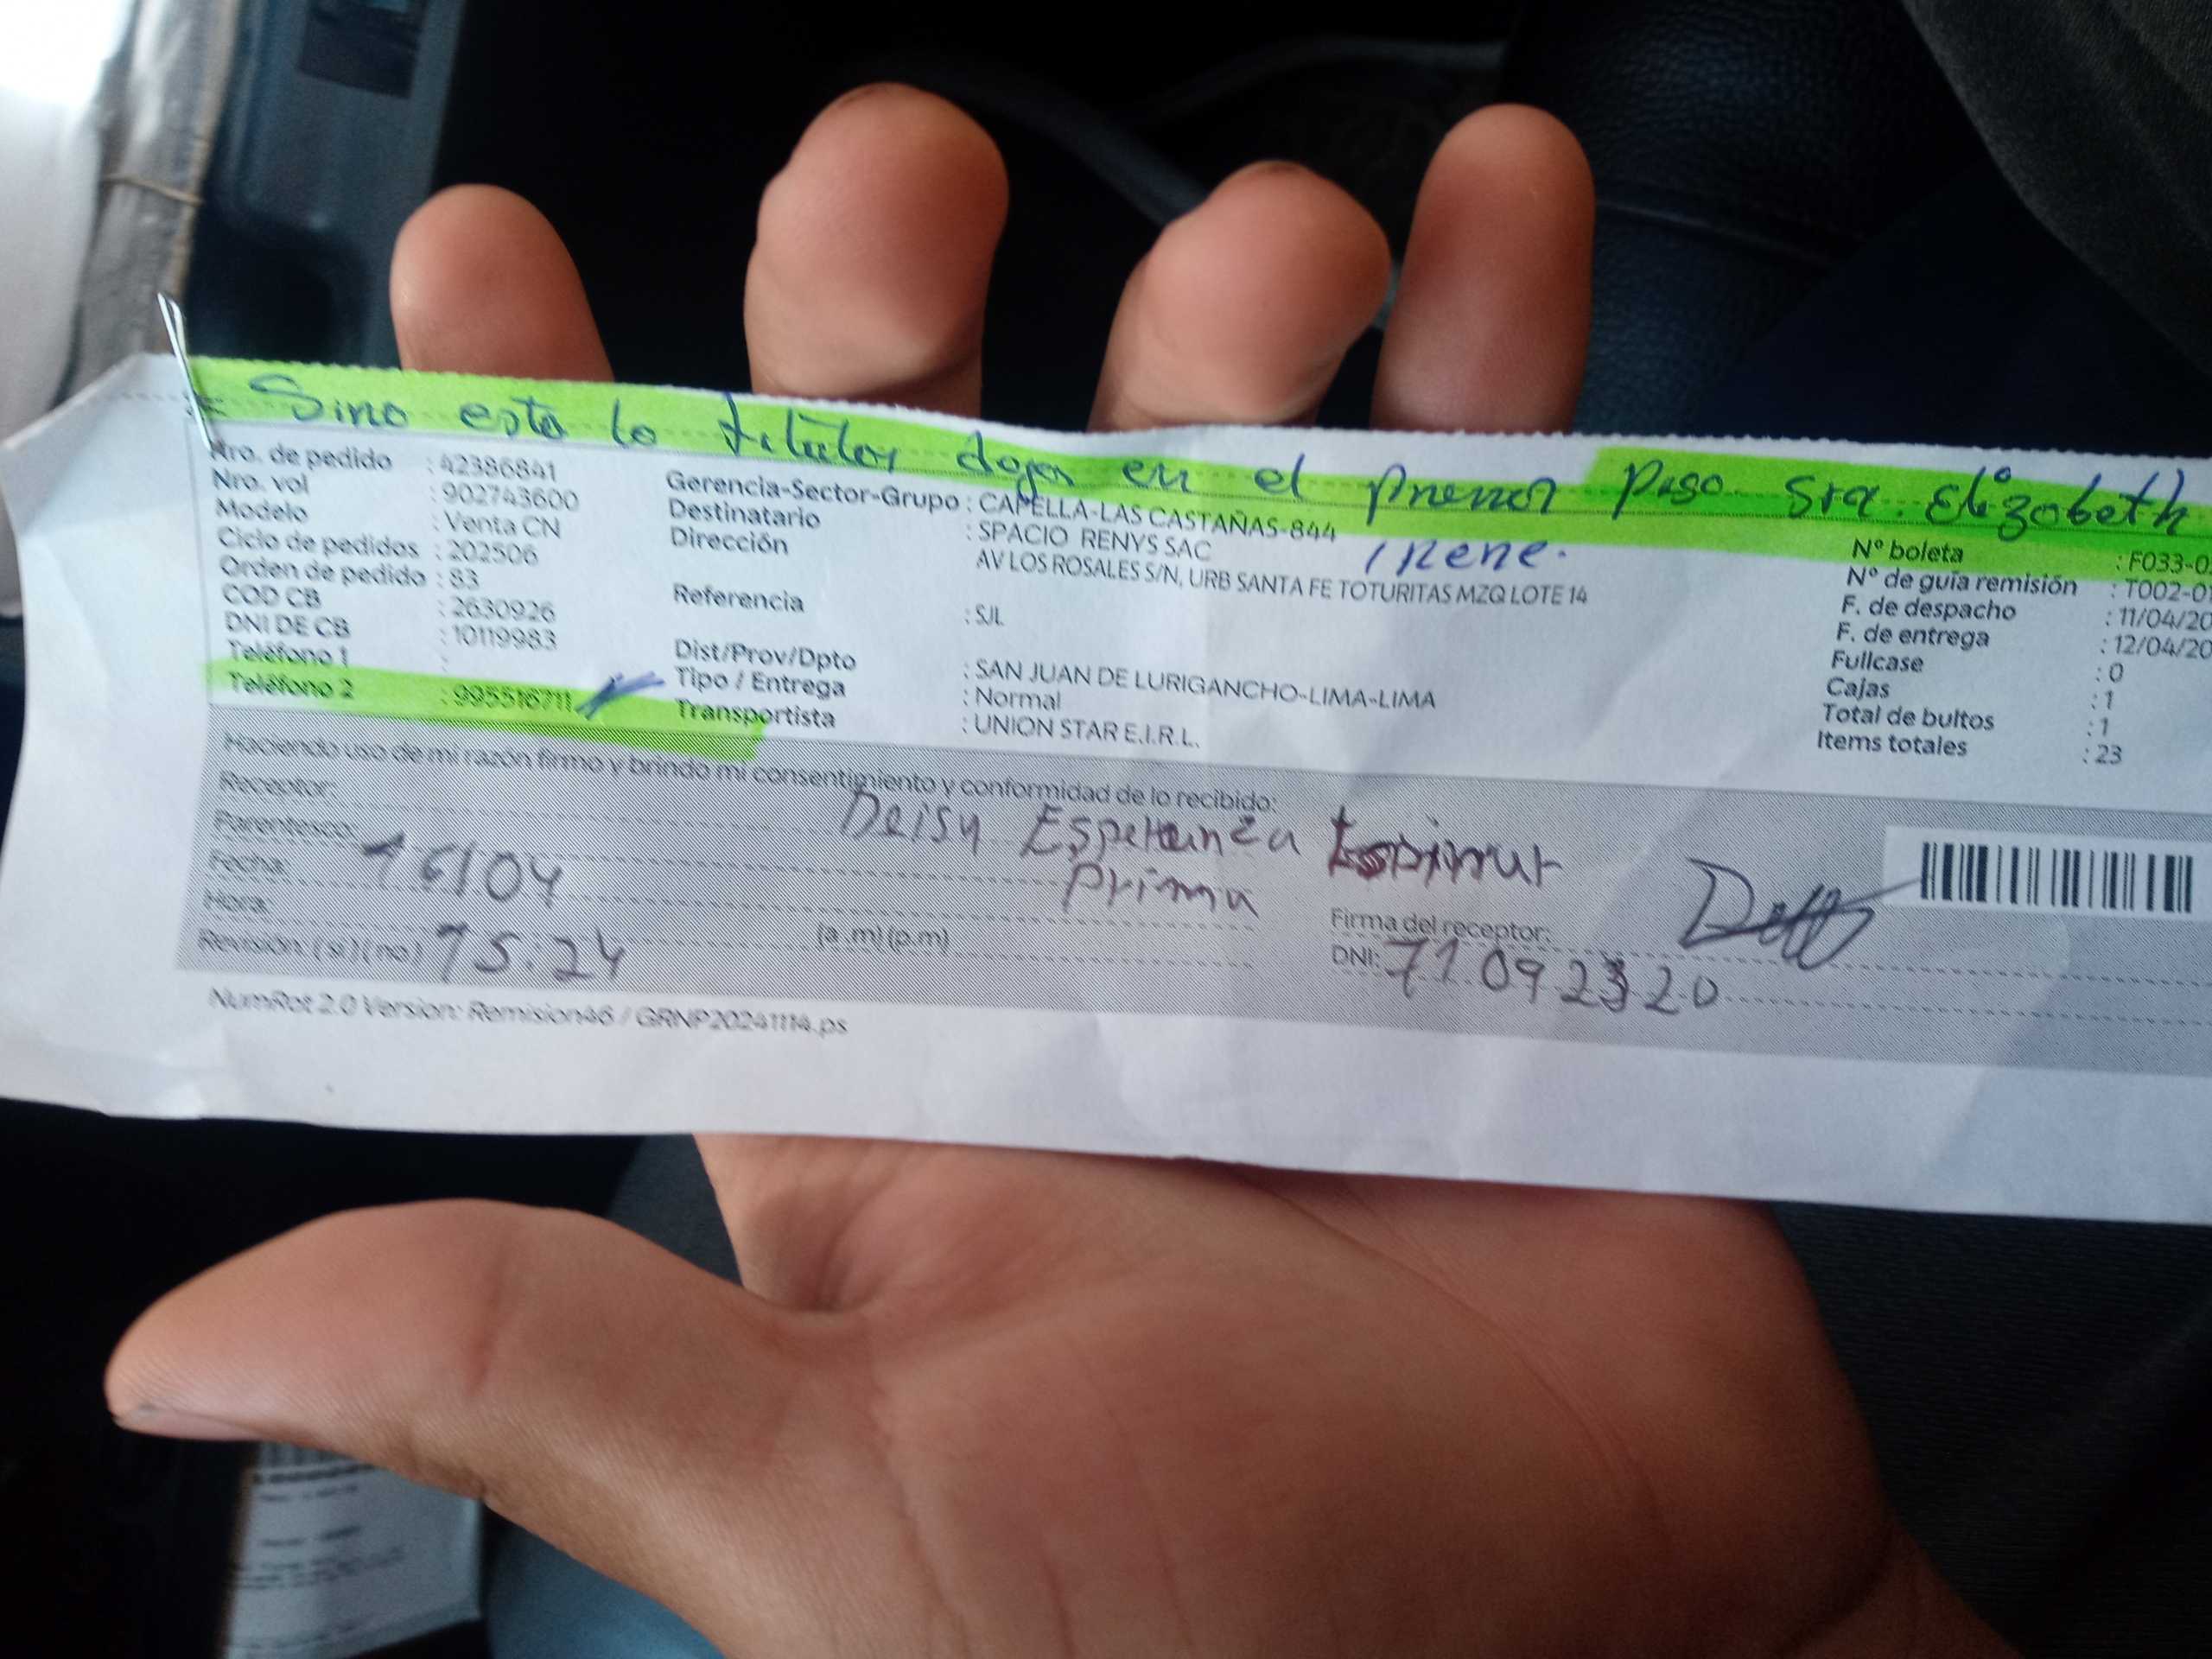 Sino esta la titular dejar en el primer piso Sra. Elizabeth
Irene.
Nro. de pedido : 42386841
Nro. vol : 902743600
Modelo : Venta CN
Ciclo de pedidos : 202506
Orden de pedido : 83
COD CB : 2630926
DNI DE CB : 10119983
Teléfono 1 :
Teléfono 2 : 995516711
Gerencia-Sector-Grupo : CAPELLA-LAS CASTAÑAS-844
Destinatario : SPACIO RENYS SAC
Dirección : AV LOS ROSALES S/N, URB SANTA FE TOTURITAS MZQ LOTE 14
Referencia : SJL
Dist/Prov/Dpto : SAN JUAN DE LURIGANCHO-LIMA-LIMA
Tipo / Entrega : Normal
Transportista : UNION STAR E.I.R.L.
N° boleta : F033-0
N° de guía remisión : T002-01
F. de despacho : 11/04/20
F. de entrega : 12/04/20
Fullcase : 0
Cajas : 1
Total de bultos : 1
Items totales : 23
Haciendo uso de mi razón firmo y brindo mi consentimiento y conformidad de lo recibido:
Receptor: Deisy Esperanza
Parentesco: Prima
Fecha: 16/04
Hora: 15:24 (a .m) (p.m)
Revisión: ( si ) ( no )
Firma del receptor:
DNI: 71092320
NumRot 2.0 Version: Remision46 / GRNP20241114.ps